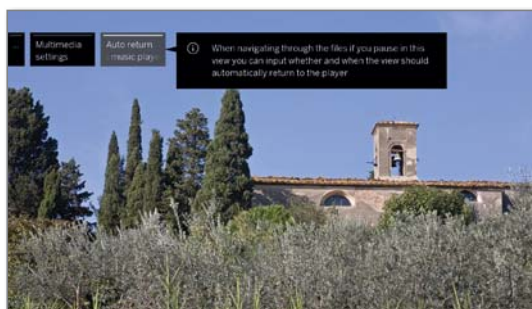 ...
Multimedia
settings
Auto return
music playe
When navigating through the files if you pause in this
view you can input whether and when the view should
automatically return to the player